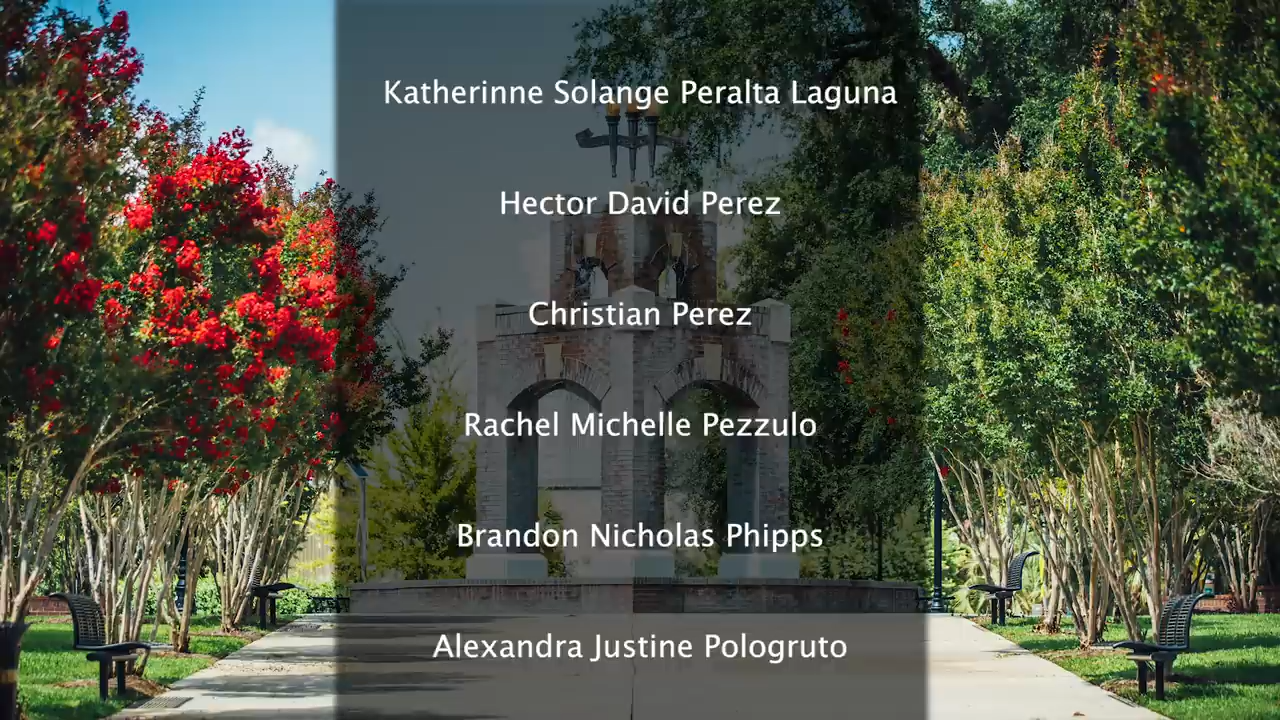 Katherinne Solange Peralta Laguna
Hector David Perez
Christian Perez
Rachel Michelle Pezzulo
Brandon Nicholas Phipps
Alexandra Justine Pologruto